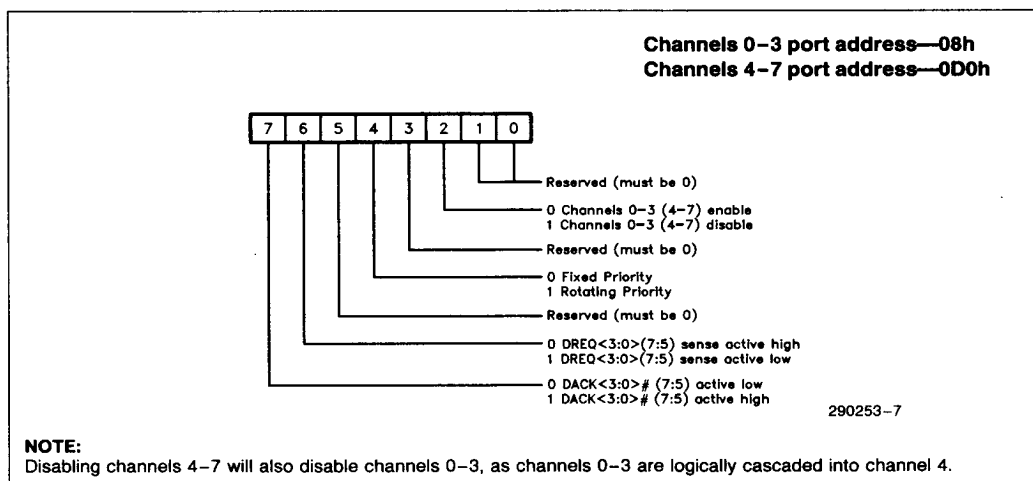 Channels 0–3 port address—08h
Channels 4–7 port address—0D0h
7 6 5 4 3 2 1 0
Reserved (must be 0)
0 Channels 0–3 (4–7) enable
1 Channels 0–3 (4–7) disable
Reserved (must be 0)
0 Fixed Priority
1 Rotating Priority
Reserved (must be 0)
0 DREQ<3:0>(7:5) sense active high
1 DREQ<3:0>(7:5) sense active low
0 DACK<3:0># (7:5) active low
1 DACK<3:0># (7:5) active high
290253–7
NOTE:
Disabling channels 4–7 will also disable channels 0–3, as channels 0–3 are logically cascaded into channel 4.